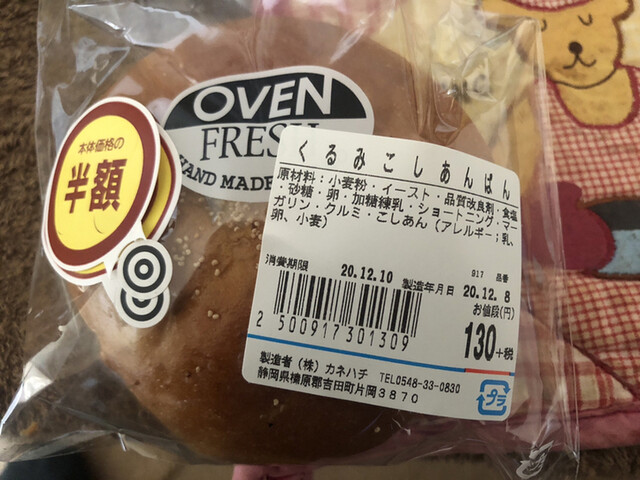 OVEN
FRESH
HAND MADE
本体価格の
半額
くるみこしあんぱん
原材料：小麦粉・イースト・品質改良剤・食塩
・砂糖・卵・加糖練乳・ショートニング・マー
ガリン・クルミ・こしあん（アレルギー；乳、
卵、小麦）
消費期限
20.12.10
製造年月日
917 品番
20.12.8
お値段(円)
130+税
2 500917 301309
製造者（株）カネハチ TEL0548-33-0830
静岡県榛原郡吉田町片岡3870
プラ